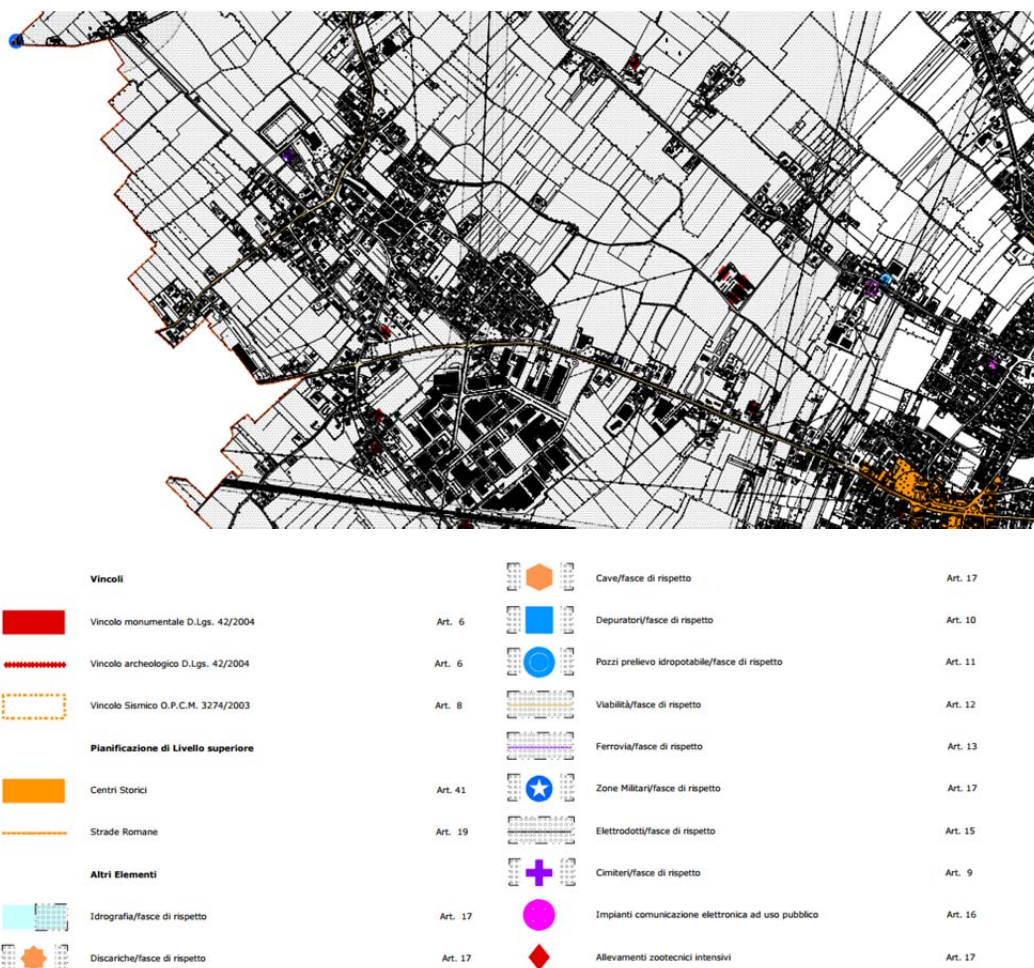 Vincoli
Vincolo monumentale D.Lgs. 42/2004 Art. 6
Vincolo archeologico D.Lgs. 42/2004 Art. 6
Vincolo Sismico O.P.C.M. 3274/2003 Art. 8
Pianificazione di Livello superiore
Centri Storici Art. 41
Strade Romane Art. 19
Altri Elementi
Idrografia/fasce di rispetto Art. 17
Discariche/fasce di rispetto Art. 17
Cave/fasce di rispetto Art. 17
Depuratori/fasce di rispetto Art. 10
Pozzi prelievo idropotabile/fasce di rispetto Art. 11
Viabilità/fasce di rispetto Art. 12
Ferrovia/fasce di rispetto Art. 13
Zone Militari/fasce di rispetto Art. 17
Elettrodotti/fasce di rispetto Art. 15
Cimiteri/fasce di rispetto Art. 9
Impianti comunicazione elettronica ad uso pubblico Art. 16
Allevamenti zootecnici intensivi Art. 17